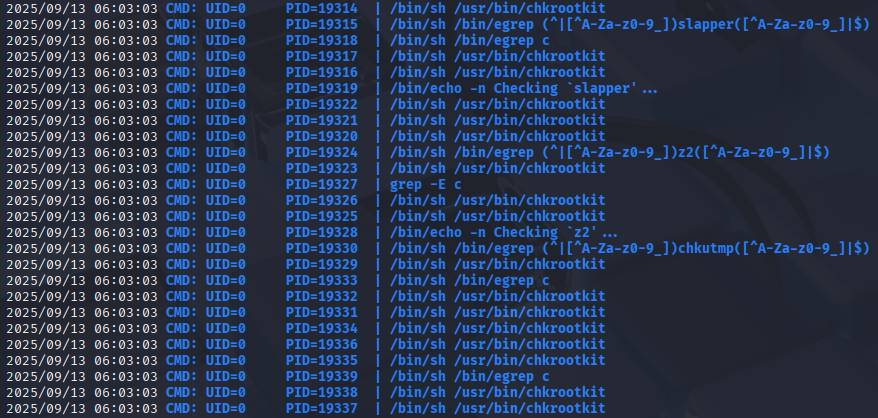 2025/09/13 06:03:03 CMD: UID=0     PID=19314  | /bin/sh /usr/bin/chkrootkit
2025/09/13 06:03:03 CMD: UID=0     PID=19315  | /bin/sh /bin/egrep (^|[^A-Za-z0-9_])slapper([^A-Za-z0-9_]|$)
2025/09/13 06:03:03 CMD: UID=0     PID=19318  | /bin/sh /bin/egrep c
2025/09/13 06:03:03 CMD: UID=0     PID=19317  | /bin/sh /usr/bin/chkrootkit
2025/09/13 06:03:03 CMD: UID=0     PID=19316  | /bin/sh /usr/bin/chkrootkit
2025/09/13 06:03:03 CMD: UID=0     PID=19319  | /bin/echo -n Checking `slapper'...
2025/09/13 06:03:03 CMD: UID=0     PID=19322  | /bin/sh /usr/bin/chkrootkit
2025/09/13 06:03:03 CMD: UID=0     PID=19321  | /bin/sh /usr/bin/chkrootkit
2025/09/13 06:03:03 CMD: UID=0     PID=19320  | /bin/sh /usr/bin/chkrootkit
2025/09/13 06:03:03 CMD: UID=0     PID=19324  | /bin/sh /bin/egrep (^|[^A-Za-z0-9_])z2([^A-Za-z0-9_]|$)
2025/09/13 06:03:03 CMD: UID=0     PID=19323  | /bin/sh /usr/bin/chkrootkit
2025/09/13 06:03:03 CMD: UID=0     PID=19327  | grep -E c
2025/09/13 06:03:03 CMD: UID=0     PID=19326  | /bin/sh /usr/bin/chkrootkit
2025/09/13 06:03:03 CMD: UID=0     PID=19325  | /bin/sh /usr/bin/chkrootkit
2025/09/13 06:03:03 CMD: UID=0     PID=19328  | /bin/echo -n Checking `z2'...
2025/09/13 06:03:03 CMD: UID=0     PID=19330  | /bin/sh /bin/egrep (^|[^A-Za-z0-9_])chkutmp([^A-Za-z0-9_]|$)
2025/09/13 06:03:03 CMD: UID=0     PID=19329  | /bin/sh /usr/bin/chkrootkit
2025/09/13 06:03:03 CMD: UID=0     PID=19333  | /bin/sh /bin/egrep c
2025/09/13 06:03:03 CMD: UID=0     PID=19332  | /bin/sh /usr/bin/chkrootkit
2025/09/13 06:03:03 CMD: UID=0     PID=19331  | /bin/sh /usr/bin/chkrootkit
2025/09/13 06:03:03 CMD: UID=0     PID=19334  | /bin/sh /usr/bin/chkrootkit
2025/09/13 06:03:03 CMD: UID=0     PID=19336  | /bin/sh /usr/bin/chkrootkit
2025/09/13 06:03:03 CMD: UID=0     PID=19335  | /bin/sh /usr/bin/chkrootkit
2025/09/13 06:03:03 CMD: UID=0     PID=19339  | /bin/sh /bin/egrep c
2025/09/13 06:03:03 CMD: UID=0     PID=19338  | /bin/sh /usr/bin/chkrootkit
2025/09/13 06:03:03 CMD: UID=0     PID=19337  | /bin/sh /usr/bin/chkrootkit